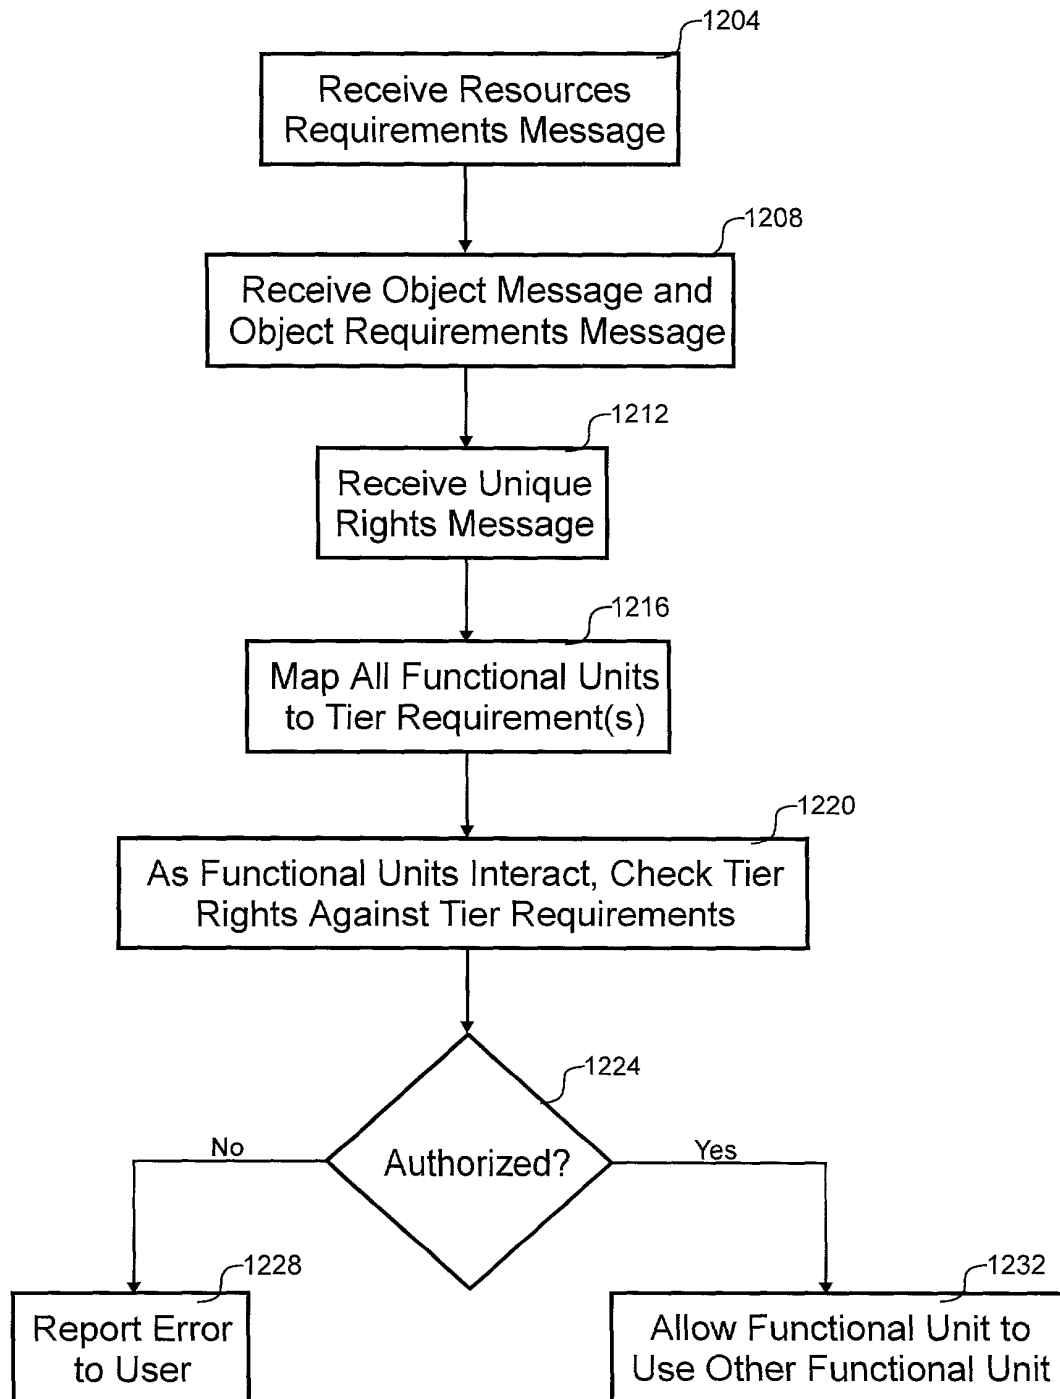 1204
Receive Resources
Requirements Message
1208
Receive Object Message and
Object Requirements Message
1212
Receive Unique
Rights Message
1216
Map All Functional Units
to Tier Requirement(s)
1220
As Functional Units Interact, Check Tier
Rights Against Tier Requirements
1224
Authorized?
No
Yes
1228
Report Error
to User
1232
Allow Functional Unit to
Use Other Functional Unit